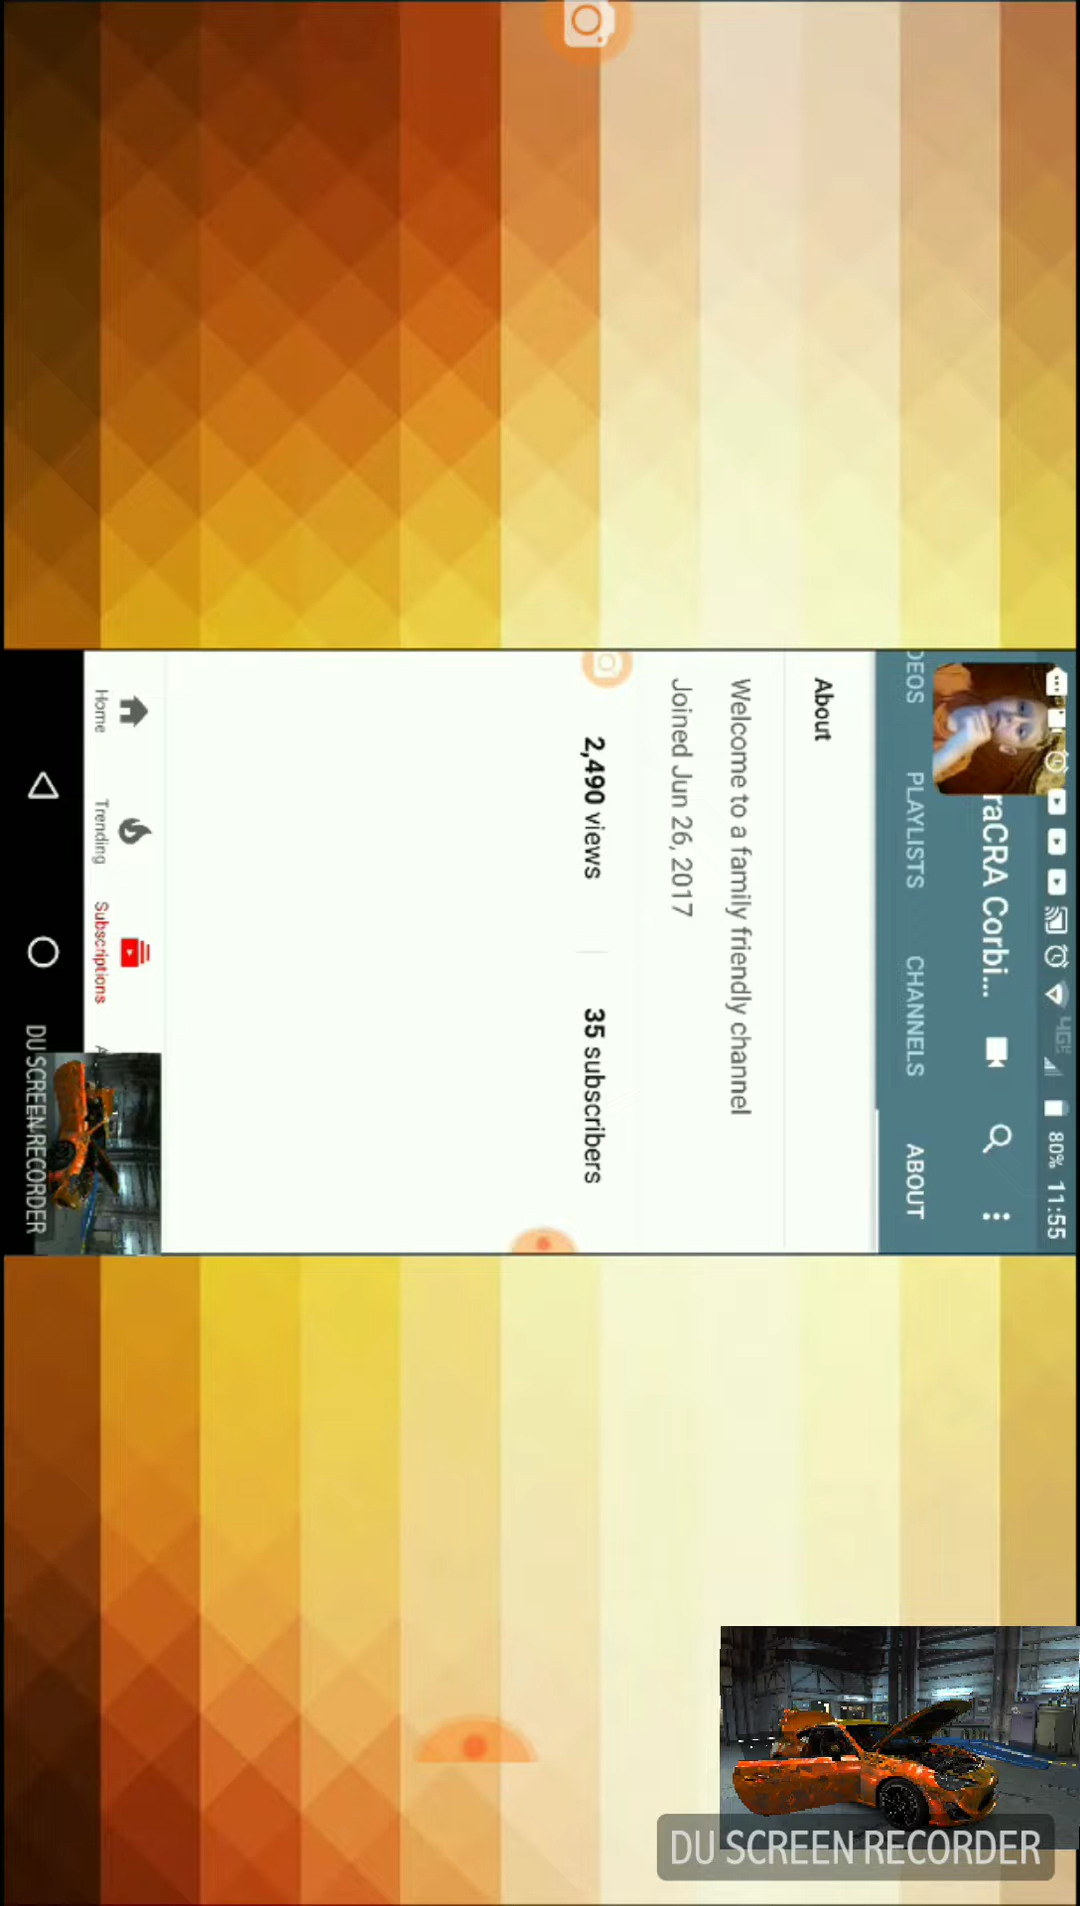 80% 11:55
raCRA Corbi...
DEOS PLAYLISTS CHANNELS ABOUT
About
Welcome to a family friendly channel
Joined Jun 26, 2017
2,490 views 35 subscribers
Home Trending Subscriptions
DU SCREEN RECORDER
DU SCREEN RECORDER